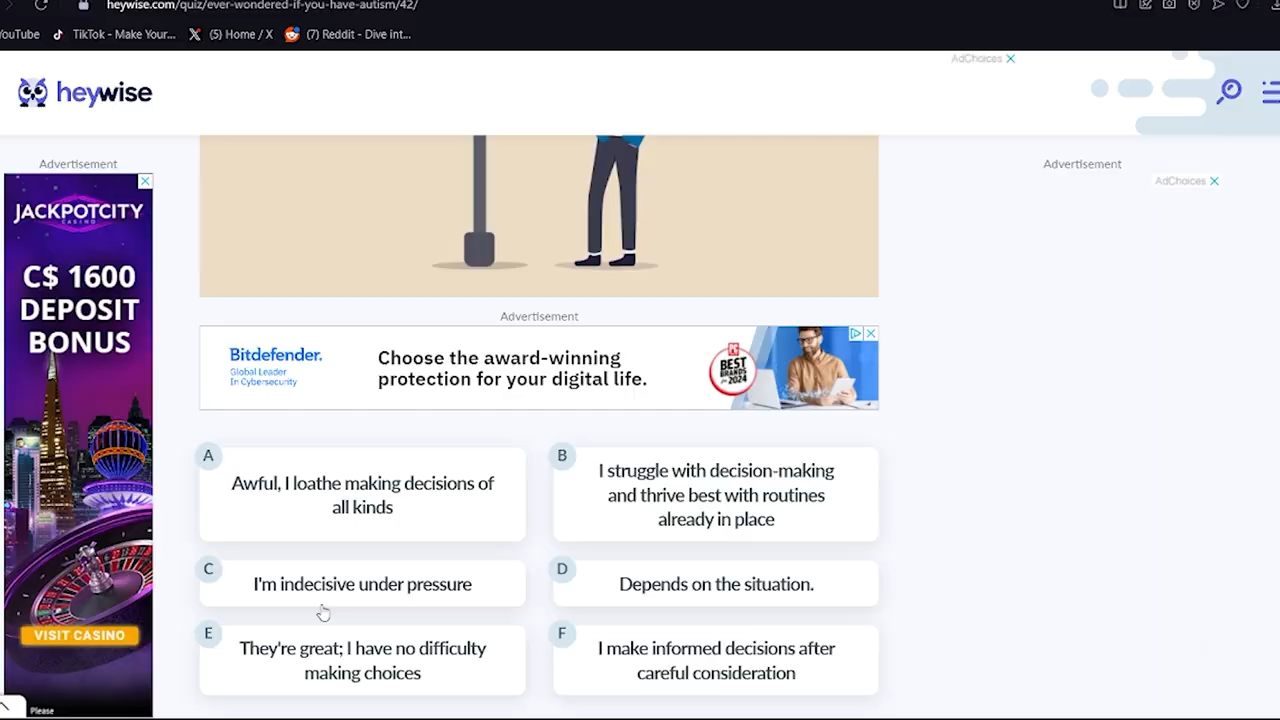 heywise.com/quiz/ever-wondered-if-you-have-autism/42/
YouTube
TikTok - Make Your...
(5) Home / X
(7) Reddit - Dive int...
heywise
AdChoices
Advertisement
JACKPOTCITY
CASINO
C$ 1600
DEPOSIT
BONUS
VISIT CASINO
Please
Advertisement
Bitdefender.
Global Leader
In Cybersecurity
Choose the award-winning
protection for your digital life.
BEST
BRANDS
2024
Advertisement
AdChoices
A
Awful, I loathe making decisions of
all kinds
B
I struggle with decision-making
and thrive best with routines
already in place
C
I'm indecisive under pressure
D
Depends on the situation.
E
They're great; I have no difficulty
making choices
F
I make informed decisions after
careful consideration